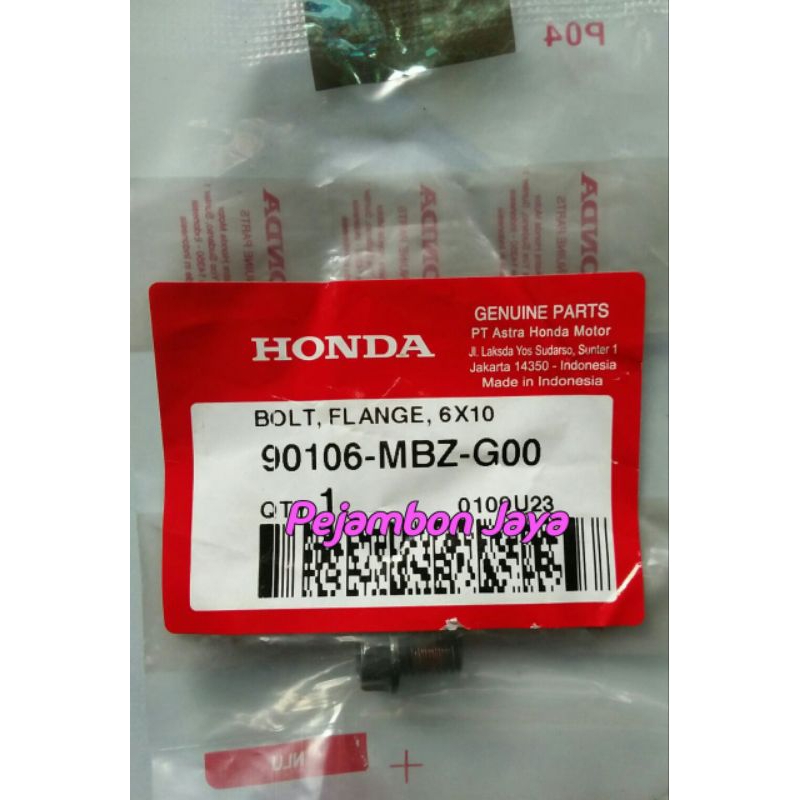 P04
GENUINE PARTS
PT Astra Honda Motor
HONDA
Jl. Laksda Yos Sudarso, Sunter 1
Jakarta 14350 - Indonesia
Made in Indonesia
BOLT, FLANGE, 6X10
90106-MBZ-G00
QT 1
Pejambon Jaya